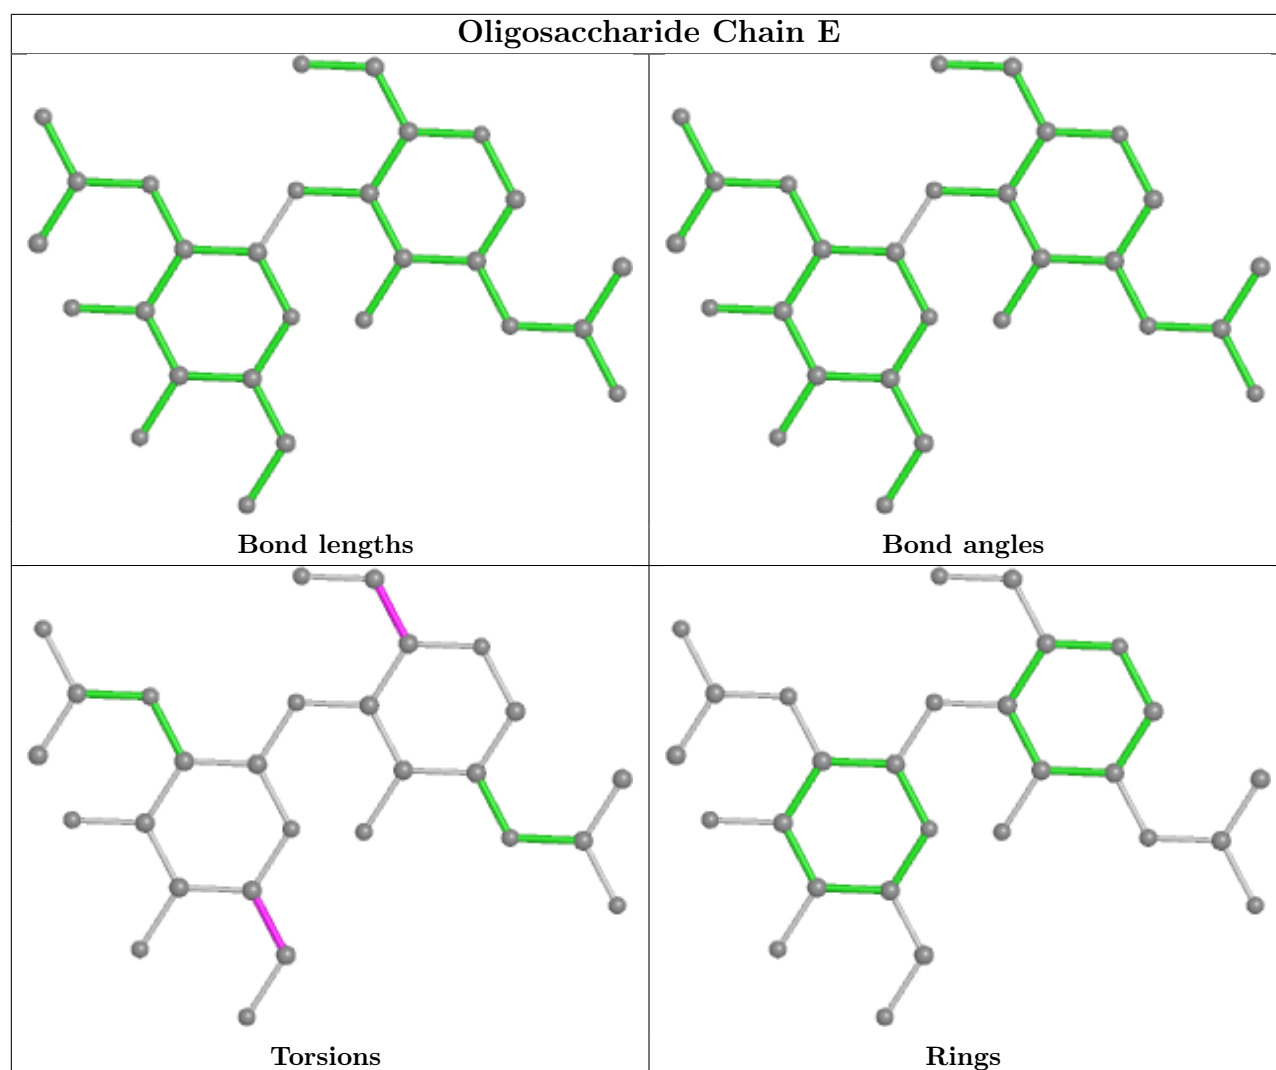 Oligosaccharide Chain E
Bond lengths
Bond angles
Torsions
Rings